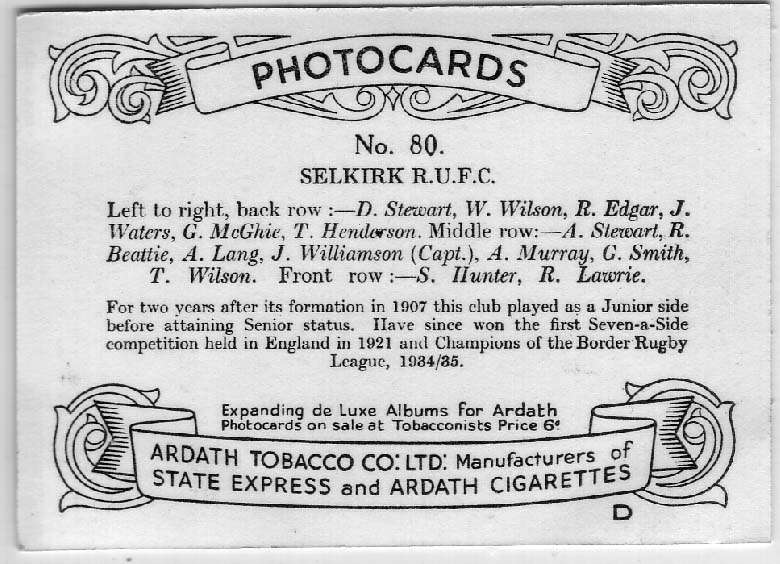 PHOTOCARDS
No. 80.
SELKIRK R.U.F.C.
Left to right, back row :—D. Stewart, W. Wilson, R. Edgar, J.
Waters, G. McGhie, T. Henderson. Middle row:—A. Stewart, R.
Beattie, A. Lang, J. Williamson (Capt.), A. Murray, G. Smith,
T. Wilson. Front row :—S. Hunter, R. Lawrie.
For two years after its formation in 1907 this club played as a Junior side
before attaining Senior status. Have since won the first Seven-a-Side
competition held in England in 1921 and Champions of the Border Rugby
League, 1934/35.
Expanding de Luxe Albums for Ardath
Photocards on sale at Tobacconists Price 6d
ARDATH TOBACCO CO: LTD: Manufacturers of
STATE EXPRESS and ARDATH CIGARETTES
D